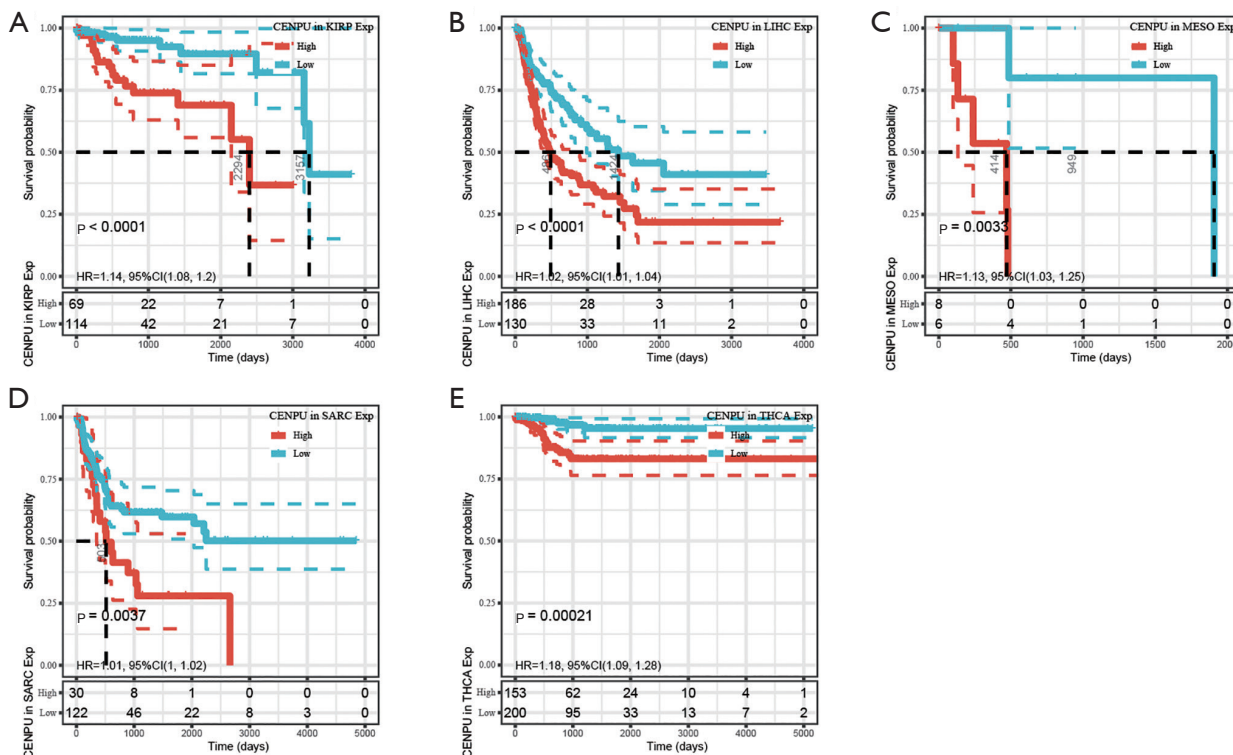 A
CENPU in KIRP Exp
High
Low
Survival probability
1.00
0.75
0.50
0.25
0.00
2294
3157
P < 0.0001
HR=1.14, 95%CI(1.08, 1.2)
CENPU in KIRP Exp
High 69 22 7 1 0
Low 114 42 21 7 0
0 1000 2000 3000 4000
Time (days)
B
CENPU in LIHC Exp
High
Low
Survival probability
1.00
0.75
0.50
0.25
0.00
1424
P < 0.0001
HR=1.02, 95%CI(1.01, 1.04)
CENPU in LIHC Exp
High 186 28 3 1 0
Low 130 33 11 2 0
0 1000 2000 3000 4000
Time (days)
C
CENPU in MESO Exp
High
Low
Survival probability
1.00
0.75
0.50
0.25
0.00
414
949
P = 0.0033
HR=1.13, 95%CI(1.03, 1.25)
CENPU in MESO Exp
High 8 0 0 0 0
Low 6 4 1 1 0
0 500 1000 1500 2000
Time (days)
D
CENPU in SARC Exp
High
Low
Survival probability
1.00
0.75
0.50
0.25
0.00
P = 0.0037
HR=1.01, 95%CI(1, 1.02)
CENPU in SARC Exp
High 30 8 1 0 0 0
Low 122 46 22 8 3 0
0 1000 2000 3000 4000 5000
Time (days)
E
CENPU in THCA Exp
High
Low
Survival probability
1.00
0.75
0.50
0.25
0.00
P = 0.00021
HR=1.18, 95%CI(1.09, 1.28)
CENPU in THCA Exp
High 153 62 24 10 4 1
Low 200 95 33 13 7 2
0 1000 2000 3000 4000 5000
Time (days)